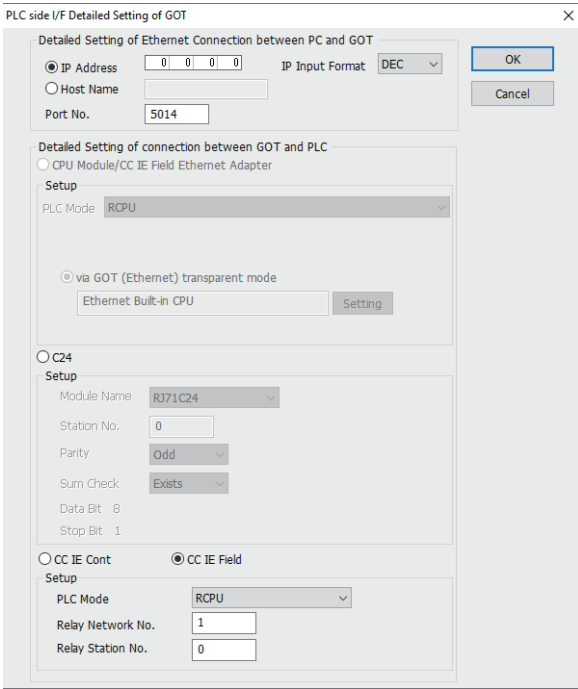 PLC side I/F Detailed Setting of GOT
Detailed Setting of Ethernet Connection between PC and GOT
IP Address 0 0 0 0 IP Input Format DEC
Host Name
Port No. 5014
OK
Cancel
Detailed Setting of connection between GOT and PLC
CPU Module/CC IE Field Ethernet Adapter
Setup
PLC Mode RCPU
via GOT (Ethernet) transparent mode
Ethernet Built-in CPU Setting
C24
Setup
Module Name RJ71C24
Station No. 0
Parity Odd
Sum Check Exists
Data Bit 8
Stop Bit 1
CC IE Cont CC IE Field
Setup
PLC Mode RCPU
Relay Network No. 1
Relay Station No. 0